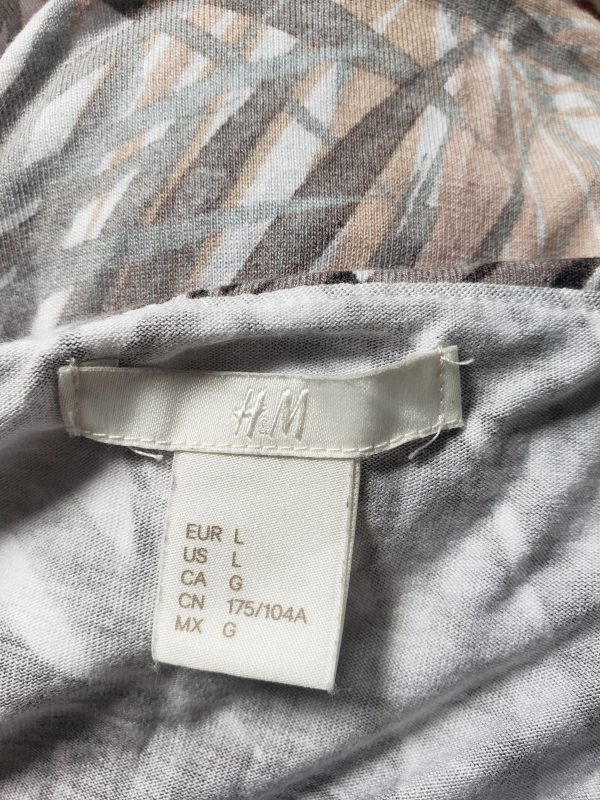 H&M
EUR L
US L
CA G
CN 175/104A
MX G